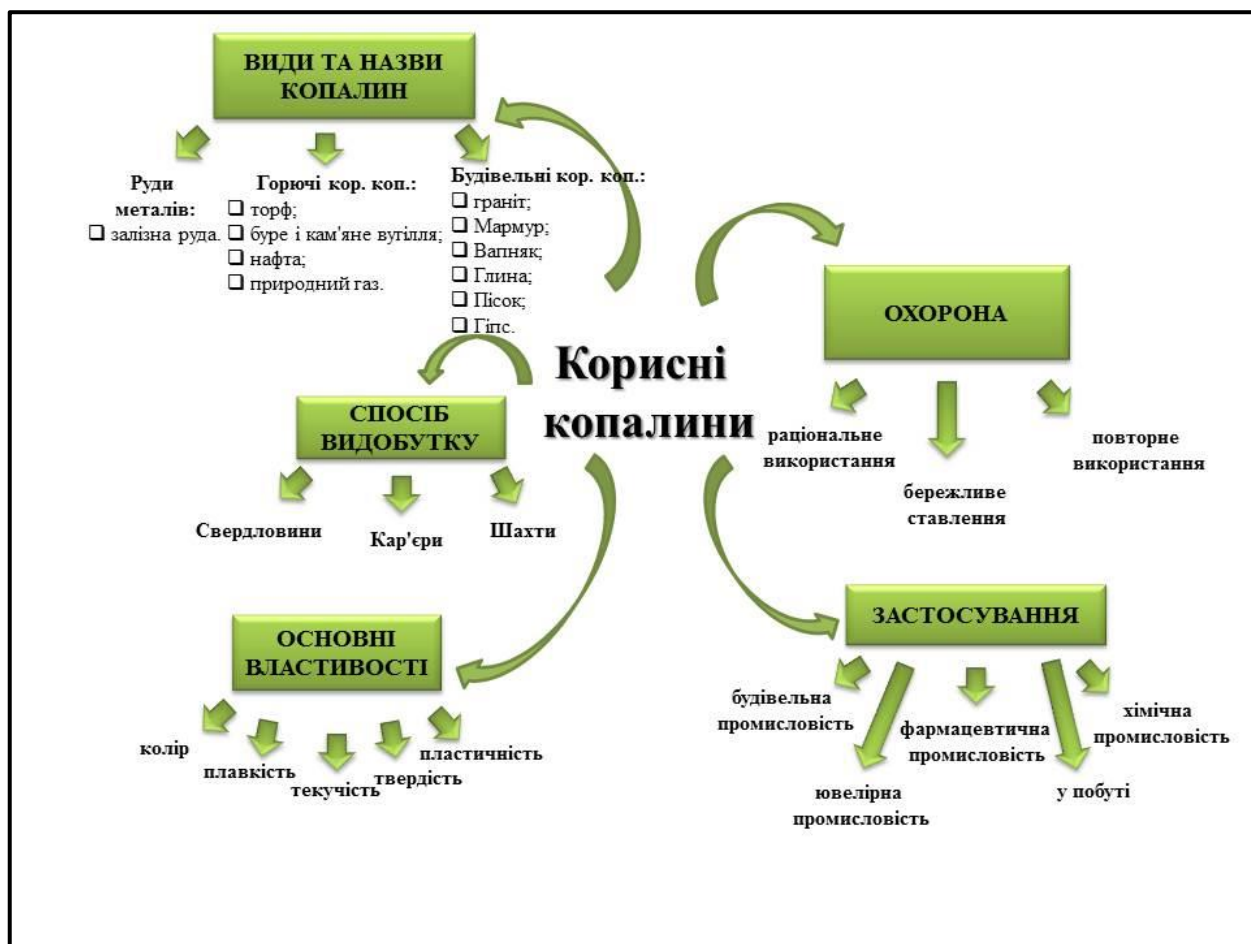 ВИДИ ТА НАЗВИ
КОПАЛИН
Руди
металів:
❑ залізна руда.
Горючі кор. коп.:
❑ торф;
❑ буре і кам'яне вугілля;
❑ нафта;
❑ природний газ.
Будівельні кор. коп.:
❑ граніт;
❑ Мармур;
❑ Вапняк;
❑ Глина;
❑ Пісок;
❑ Гіпс.
ОХОРОНА
раціональне
використання
бережливе
ставлення
повторне
використання
Корисні
копалини
СПОСІБ
ВИДОБУТКУ
Свердловини
Кар'єри
Шахти
ОСНОВНІ
ВЛАСТИВОСТІ
колір
плавкість
текучість
твердість
пластичність
ЗАСТОСУВАННЯ
будівельна
промисловість
ювелірна
промисловість
фармацевтична
промисловість
у побуті
хімічна
промисловість